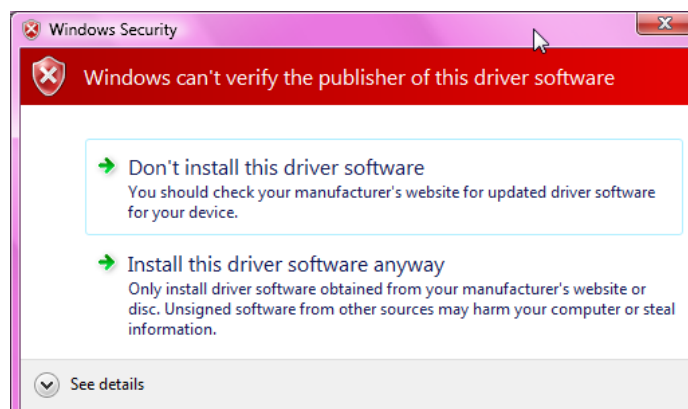 Windows Security
Windows can't verify the publisher of this driver software
Don't install this driver software
You should check your manufacturer's website for updated driver software
for your device.
Install this driver software anyway
Only install driver software obtained from your manufacturer's website or
disc. Unsigned software from other sources may harm your computer or steal
information.
See details